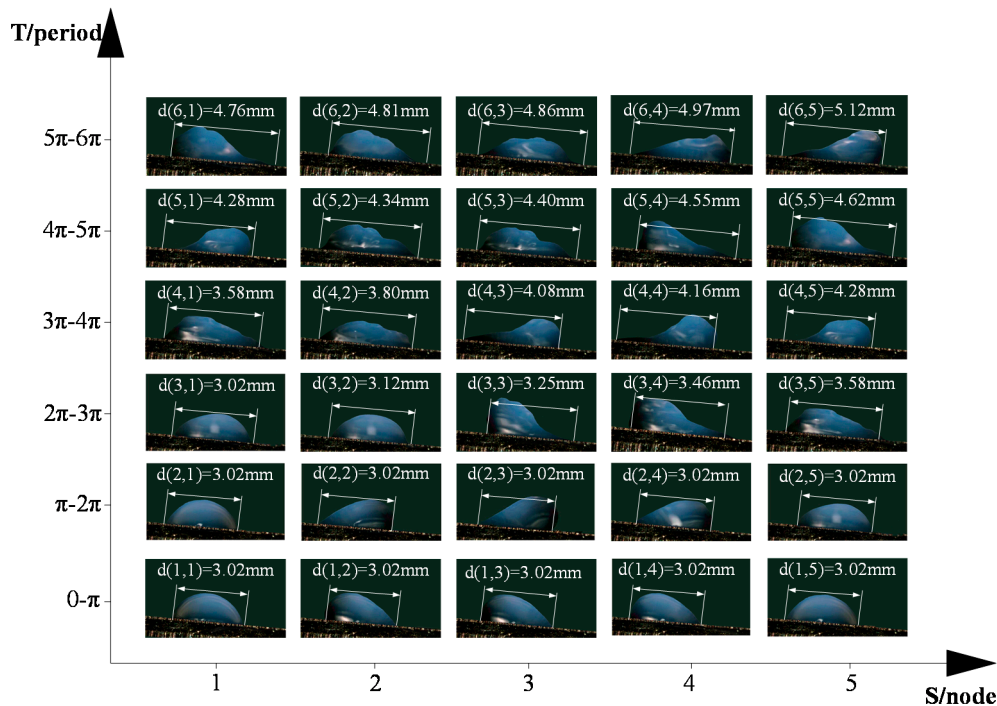 T/period
d(6,1)=4.76mm d(6,2)=4.81mm d(6,3)=4.86mm d(6,4)=4.97mm d(6,5)=5.12mm
5π-6π
d(5,1)=4.28mm d(5,2)=4.34mm d(5,3)=4.40mm d(5,4)=4.55mm d(5,5)=4.62mm
4π-5π
d(4,1)=3.58mm d(4,2)=3.80mm d(4,3)=4.08mm d(4,4)=4.16mm d(4,5)=4.28mm
3π-4π
d(3,1)=3.02mm d(3,2)=3.12mm d(3,3)=3.25mm d(3,4)=3.46mm d(3,5)=3.58mm
2π-3π
d(2,1)=3.02mm d(2,2)=3.02mm d(2,3)=3.02mm d(2,4)=3.02mm d(2,5)=3.02mm
π-2π
d(1,1)=3.02mm d(1,2)=3.02mm d(1,3)=3.02mm d(1,4)=3.02mm d(1,5)=3.02mm
0-π
1 2 3 4 5
S/node